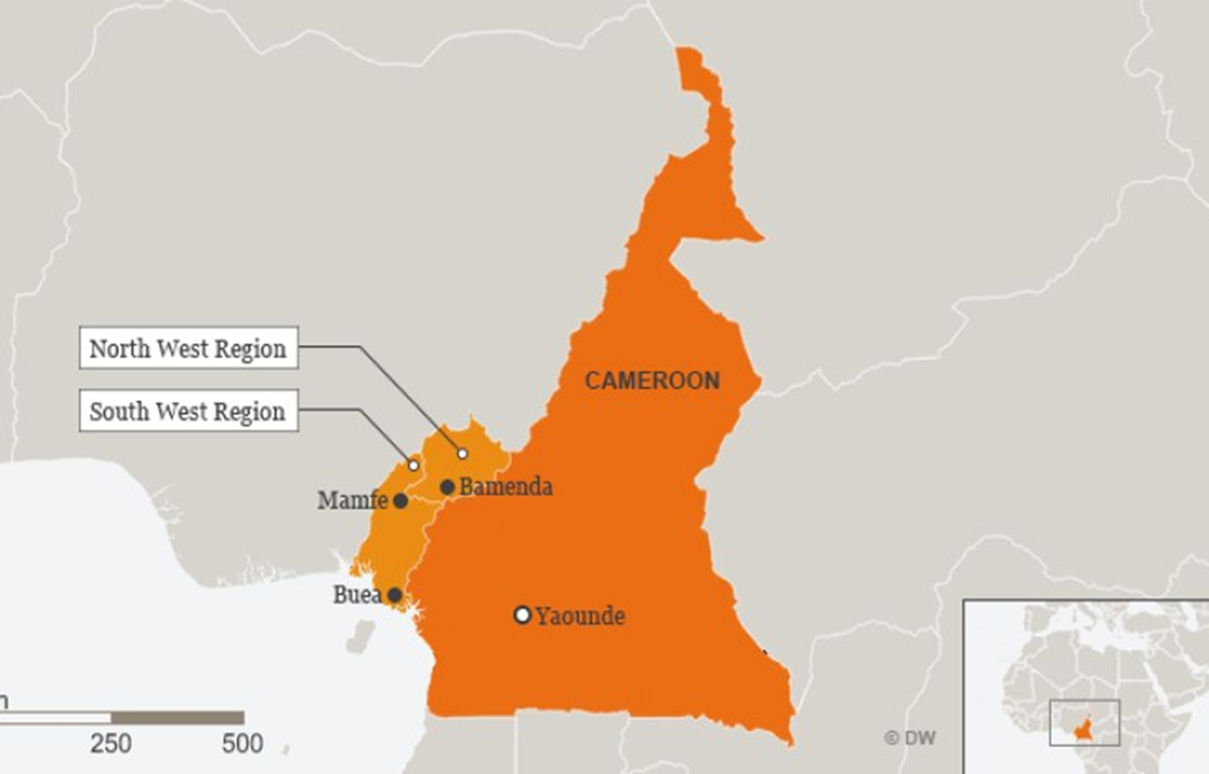 North West Region
CAMEROON
South West Region
Mamfe
Bamenda
Buea
Yaounde
250
500
© DW